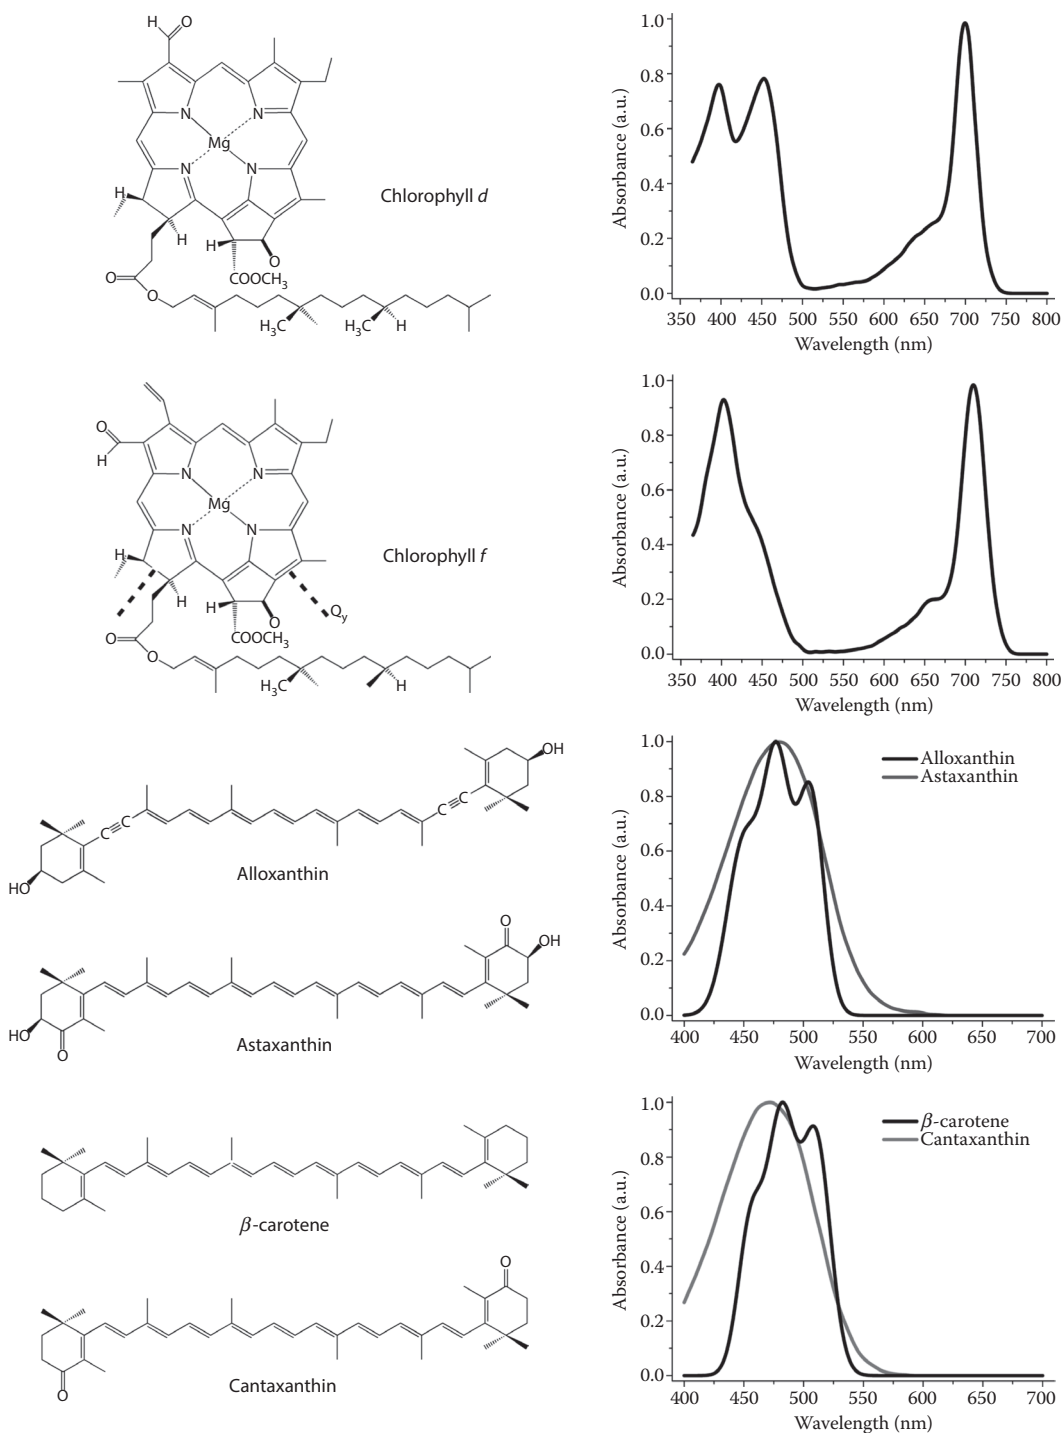 H
O
N
N
Mg
N
N
H
H
H
O
COOCH3
O
O
H3C
H3C
H
Chlorophyll d
1.0
0.8
0.6
0.4
0.2
0.0
Absorbance (a.u.)
350 400 450 500 550 600 650 700 750 800
Wavelength (nm)
O
H
N
N
Mg
N
N
H
H
H
O
Qy
COOCH3
O
O
H3C
H
Chlorophyll f
1.0
0.8
0.6
0.4
0.2
0.0
Absorbance (a.u.)
350 400 450 500 550 600 650 700 750 800
Wavelength (nm)
OH
C≡C
C≡C
HO
Alloxanthin
O
OH
HO
O
Astaxanthin
1.0
0.8
0.6
0.4
0.2
0.0
Absorbance (a.u.)
Alloxanthin
Astaxanthin
400 450 500 550 600 650 700
Wavelength (nm)
β-carotene
O
O
Cantaxanthin
1.0
0.8
0.6
0.4
0.2
0.0
Absorbance (a.u.)
β-carotene
Cantaxanthin
400 450 500 550 600 650 700
Wavelength (nm)